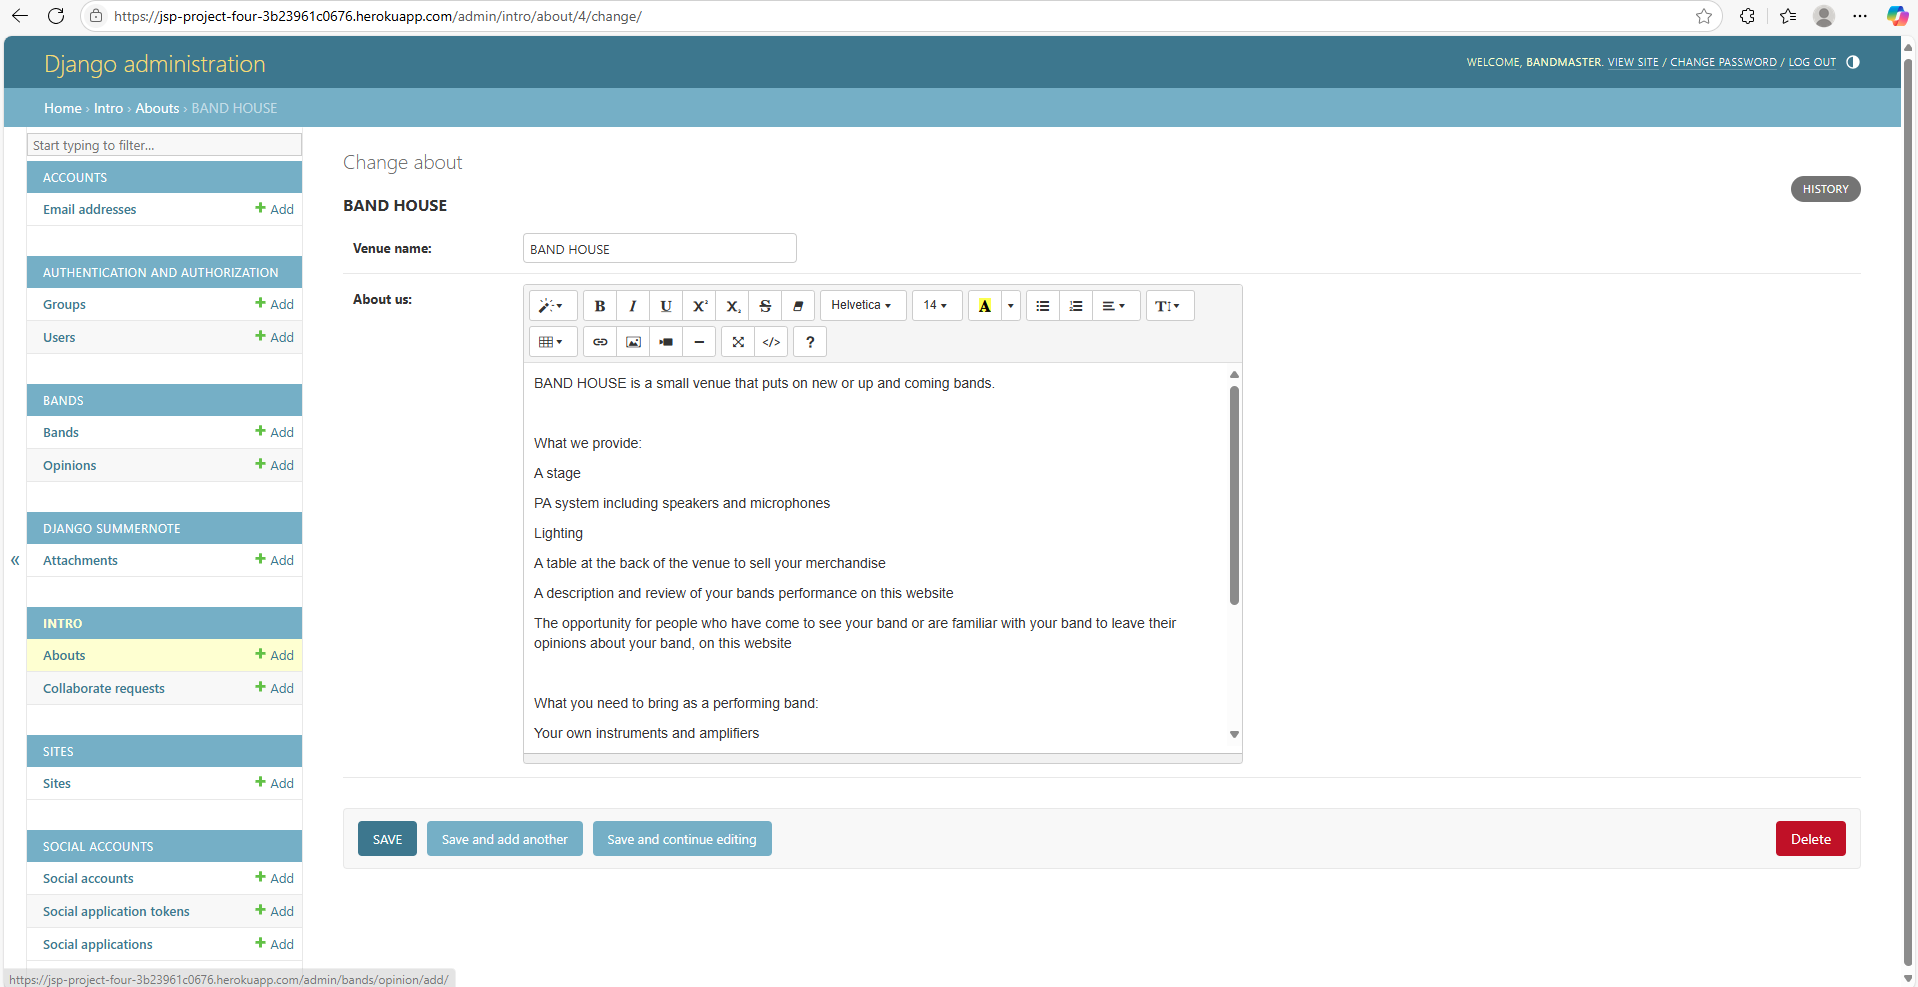 https://jsp-project-four-3b23961c0676.herokuapp.com/admin/intro/about/4/change/
Django administration
WELCOME, BANDMASTER. VIEW SITE / CHANGE PASSWORD / LOG OUT
Home › Intro › Abouts › BAND HOUSE
Start typing to filter...
ACCOUNTS
Email addresses + Add
AUTHENTICATION AND AUTHORIZATION
Groups + Add
Users + Add
BANDS
Bands + Add
Opinions + Add
DJANGO SUMMERNOTE
«
Attachments + Add
INTRO
Abouts + Add
Collaborate requests + Add
SITES
Sites + Add
SOCIAL ACCOUNTS
Social accounts + Add
Social application tokens + Add
Social applications + Add
Change about
HISTORY
BAND HOUSE
Venue name: BAND HOUSE
About us:
B I U X² X₂ S Helvetica 14 A T
</> ?
BAND HOUSE is a small venue that puts on new or up and coming bands.
What we provide:
A stage
PA system including speakers and microphones
Lighting
A table at the back of the venue to sell your merchandise
A description and review of your bands performance on this website
The opportunity for people who have come to see your band or are familiar with your band to leave their
opinions about your band, on this website
What you need to bring as a performing band:
Your own instruments and amplifiers
SAVE Save and add another Save and continue editing Delete
https://jsp-project-four-3b23961c0676.herokuapp.com/admin/bands/opinion/add/